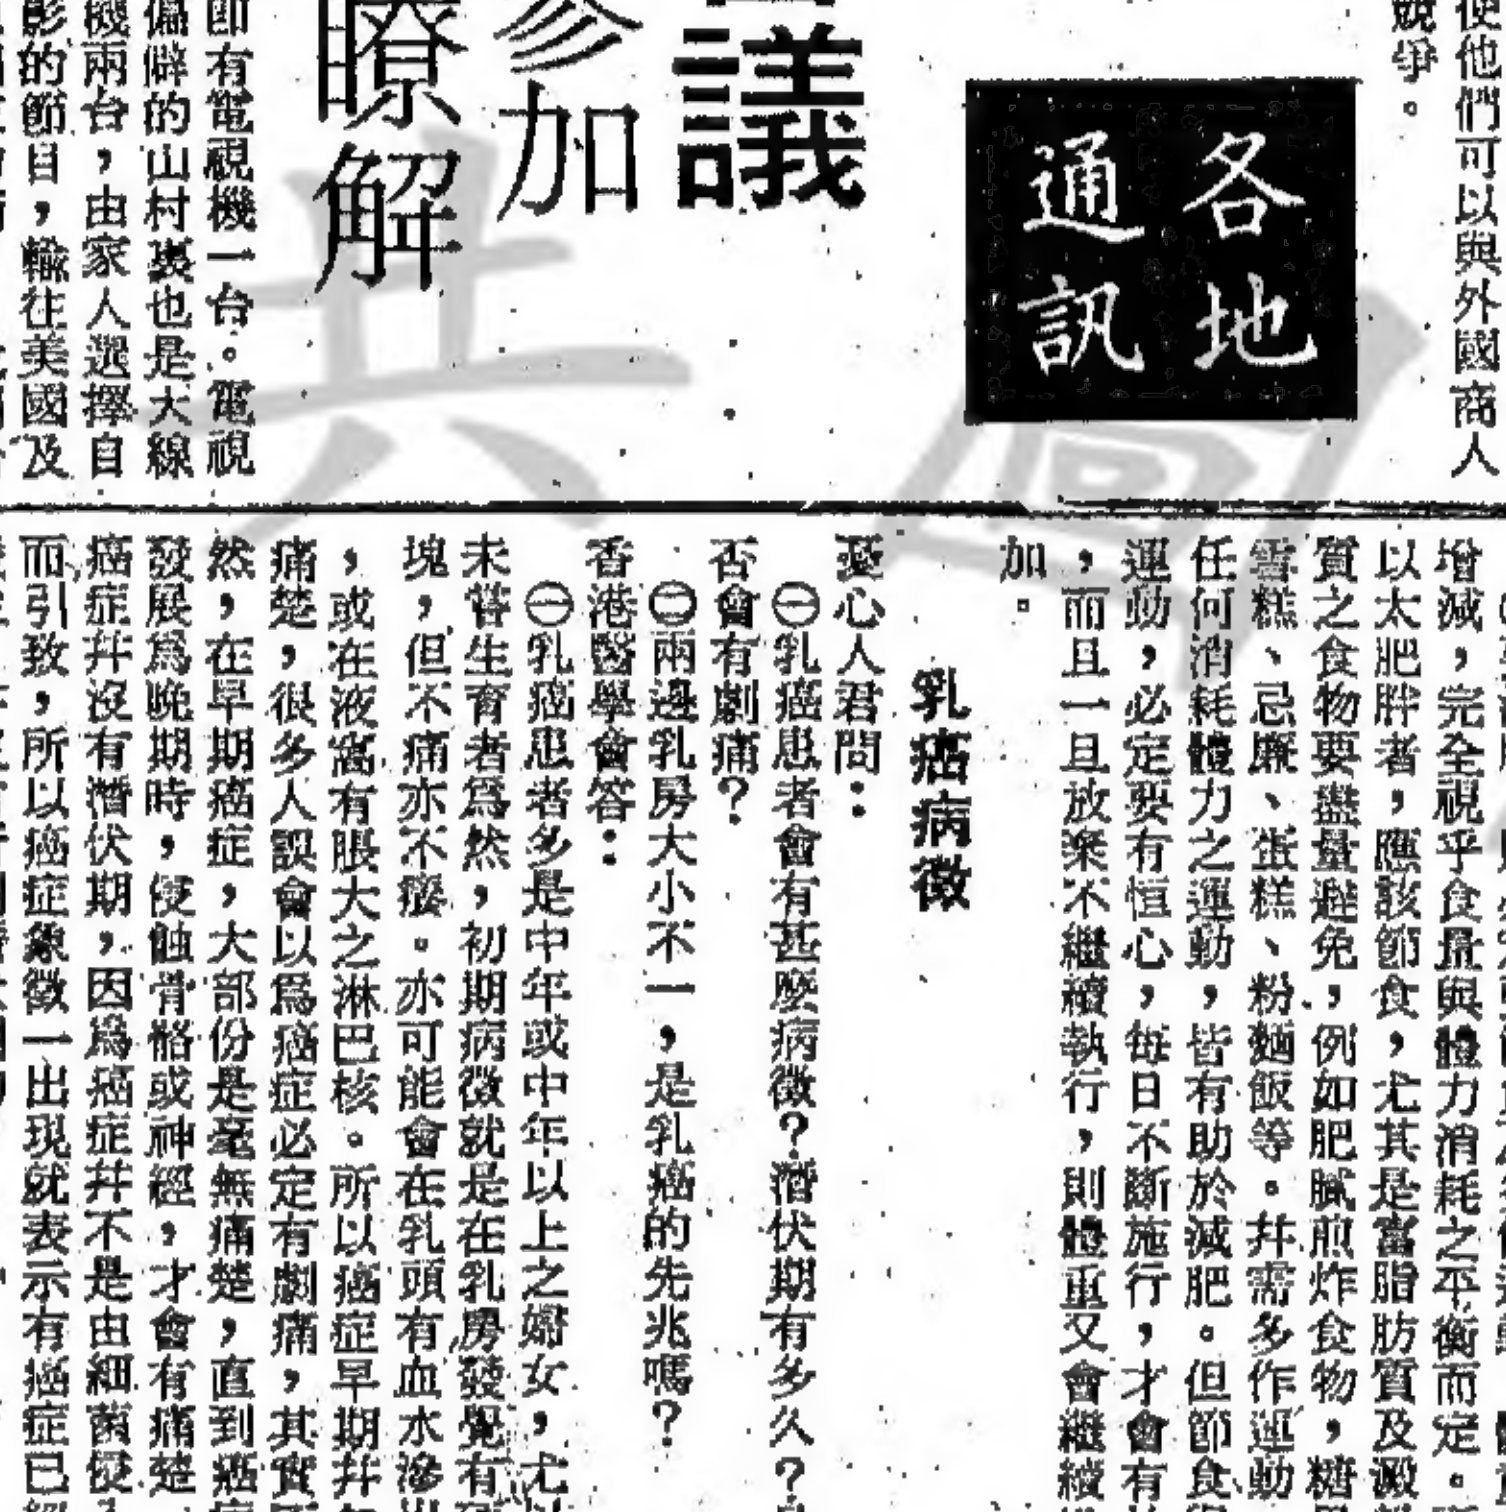 使他們可以與外國商人
競爭。
各地
通訊
議
參加
瞭解
即有電視機一台。電視
偏僻的山村裏也是大線
機兩台，由家人選擇自
影的節目，輸往美國及
增減，完全視乎食量與體力消耗之平衡而定。
以太肥胖者，應該節食，尤其是富脂肪質及澱
質之食物要盡量避免，例如肥膩煎炸食物，糖
雪糕、忌廉、蛋糕、粉麵飯等。幷需多作運動
任何消耗體力之運動，皆有助於減肥。但節食
運動，必定要有恒心，每日不斷施行，才會有
，而且一旦放棄不繼續執行，則體重又會繼續
加。
乳癌病徵
憂心人君問：
㊀乳癌患者會有甚麼病徵？潛伏期有多久？
否會有劇痛？
㊁兩邊乳房大小不一，是乳癌的先兆嗎？
香港醫學會答：
㊀乳癌患者多是中年或中年以上之婦女，尤
未嘗生育者爲然，初期病徵就是在乳房發覺有
塊，但不痛亦不癢。亦可能會在乳頭有血水滲
，或在液窩有脹大之淋巴核。所以癌症早期幷
痛楚，很多人誤會以爲癌症必定有劇痛，其實
然，在早期癌症，大部份是毫無痛楚，直到癌
發展爲晚期時，侵蝕骨骼或神經，才會有痛楚
癌症幷沒有潛伏期，因爲癌症幷不是由細菌侵
而引致，所以癌症象徵一出現就表示有癌症已